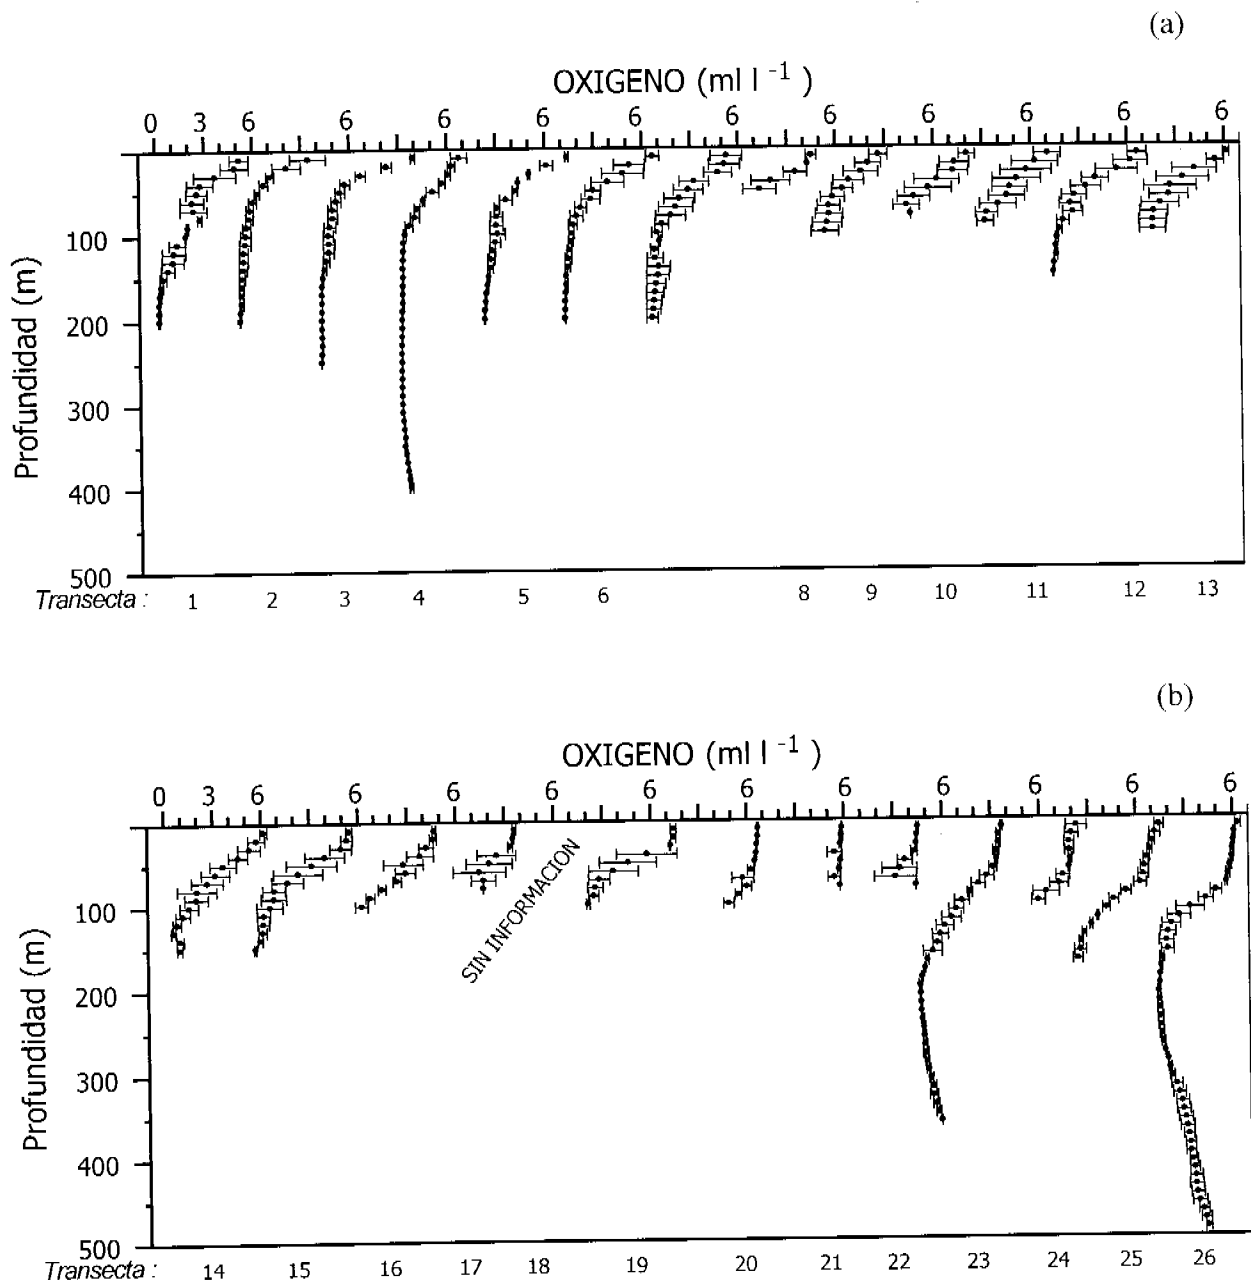 (a)
OXIGENO (ml l -1 )
0 3 6 6 6 6 6 6 6 6 6 6 6
Profundidad (m)
100
200
300
400
500
Transecta : 1 2 3 4 5 6 8 9 10 11 12 13
(b)
OXIGENO (ml l -1 )
0 3 6 6 6 6 6 6 6 6 6 6 6
SIN INFORMACION
Profundidad (m)
100
200
300
400
500
Transecta : 14 15 16 17 18 19 20 21 22 23 24 25 26